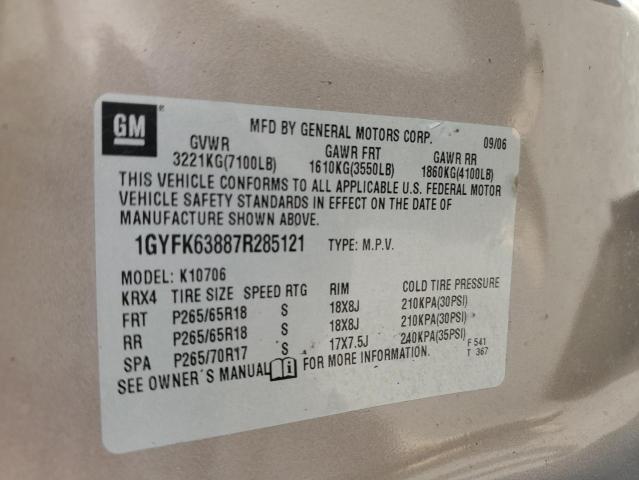 GM
MFD BY GENERAL MOTORS CORP. 09/06
GVWR GAWR FRT GAWR RR
3221KG(7100LB) 1610KG(3550LB) 1860KG(4100LB)
THIS VEHICLE CONFORMS TO ALL APPLICABLE U.S. FEDERAL MOTOR
VEHICLE SAFETY STANDARDS IN EFFECT ON THE DATE OF
MANUFACTURE SHOWN ABOVE.
1GYFK63887R285121 TYPE: M.P.V.
MODEL: K10706
KRX4 TIRE SIZE SPEED RTG RIM COLD TIRE PRESSURE
FRT P265/65R18 S 18X8J 210KPA(30PSI)
RR P265/65R18 S 18X8J 210KPA(30PSI)
SPA P265/70R17 S 17X7.5J 240KPA(35PSI) F 541
T 367
SEE OWNER'S MANUAL FOR MORE INFORMATION.